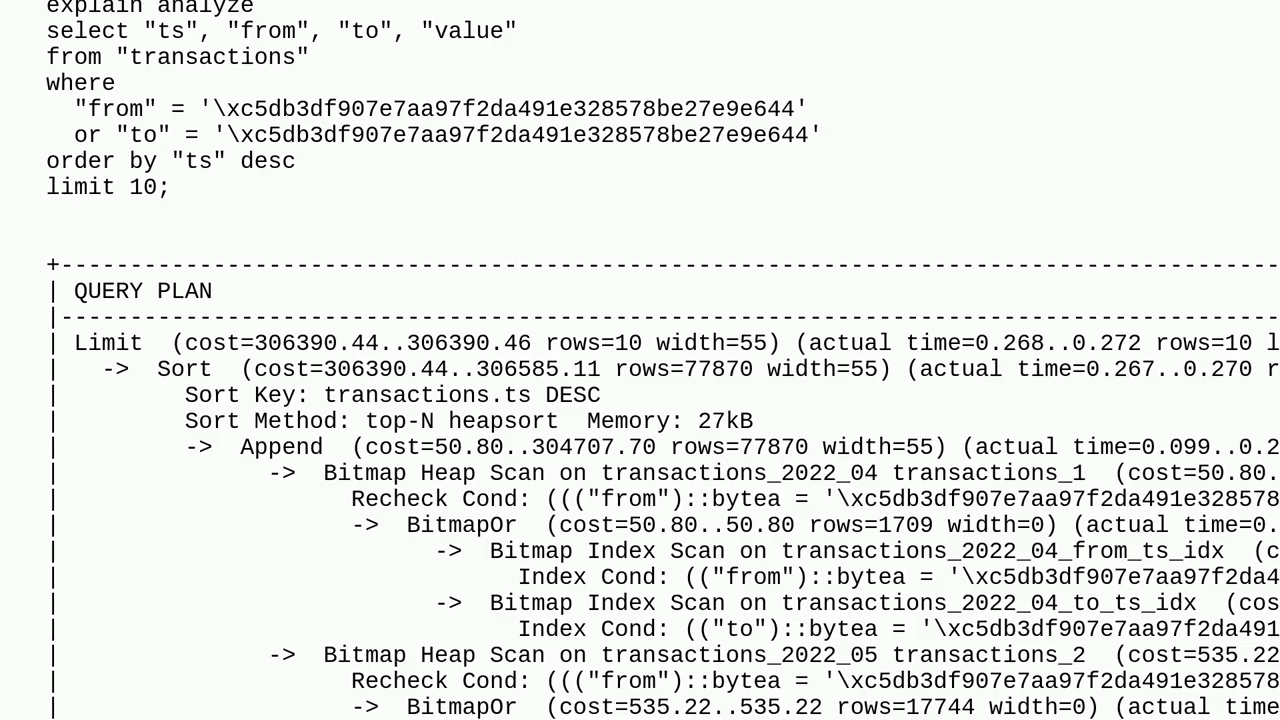 explain analyze
select "ts", "from", "to", "value"
from "transactions"
where
  "from" = '\xc5db3df907e7aa97f2da491e328578be27e9e644'
  or "to" = '\xc5db3df907e7aa97f2da491e328578be27e9e644'
order by "ts" desc
limit 10;
+----------------------------------------------------------------------------------------
| QUERY PLAN
|----------------------------------------------------------------------------------------
| Limit  (cost=306390.44..306390.46 rows=10 width=55) (actual time=0.268..0.272 rows=10 l
|   ->  Sort  (cost=306390.44..306585.11 rows=77870 width=55) (actual time=0.267..0.270 r
|         Sort Key: transactions.ts DESC
|         Sort Method: top-N heapsort  Memory: 27kB
|         ->  Append  (cost=50.80..304707.70 rows=77870 width=55) (actual time=0.099..0.2
|               ->  Bitmap Heap Scan on transactions_2022_04 transactions_1  (cost=50.80.
|                     Recheck Cond: ((("from")::bytea = '\xc5db3df907e7aa97f2da491e328578
|                     ->  BitmapOr  (cost=50.80..50.80 rows=1709 width=0) (actual time=0.
|                           ->  Bitmap Index Scan on transactions_2022_04_from_ts_idx  (c
|                                 Index Cond: (("from")::bytea = '\xc5db3df907e7aa97f2da4
|                           ->  Bitmap Index Scan on transactions_2022_04_to_ts_idx  (cos
|                                 Index Cond: (("to")::bytea = '\xc5db3df907e7aa97f2da491
|               ->  Bitmap Heap Scan on transactions_2022_05 transactions_2  (cost=535.22
|                     Recheck Cond: ((("from")::bytea = '\xc5db3df907e7aa97f2da491e328578
|                     ->  BitmapOr  (cost=535.22..535.22 rows=17744 width=0) (actual time